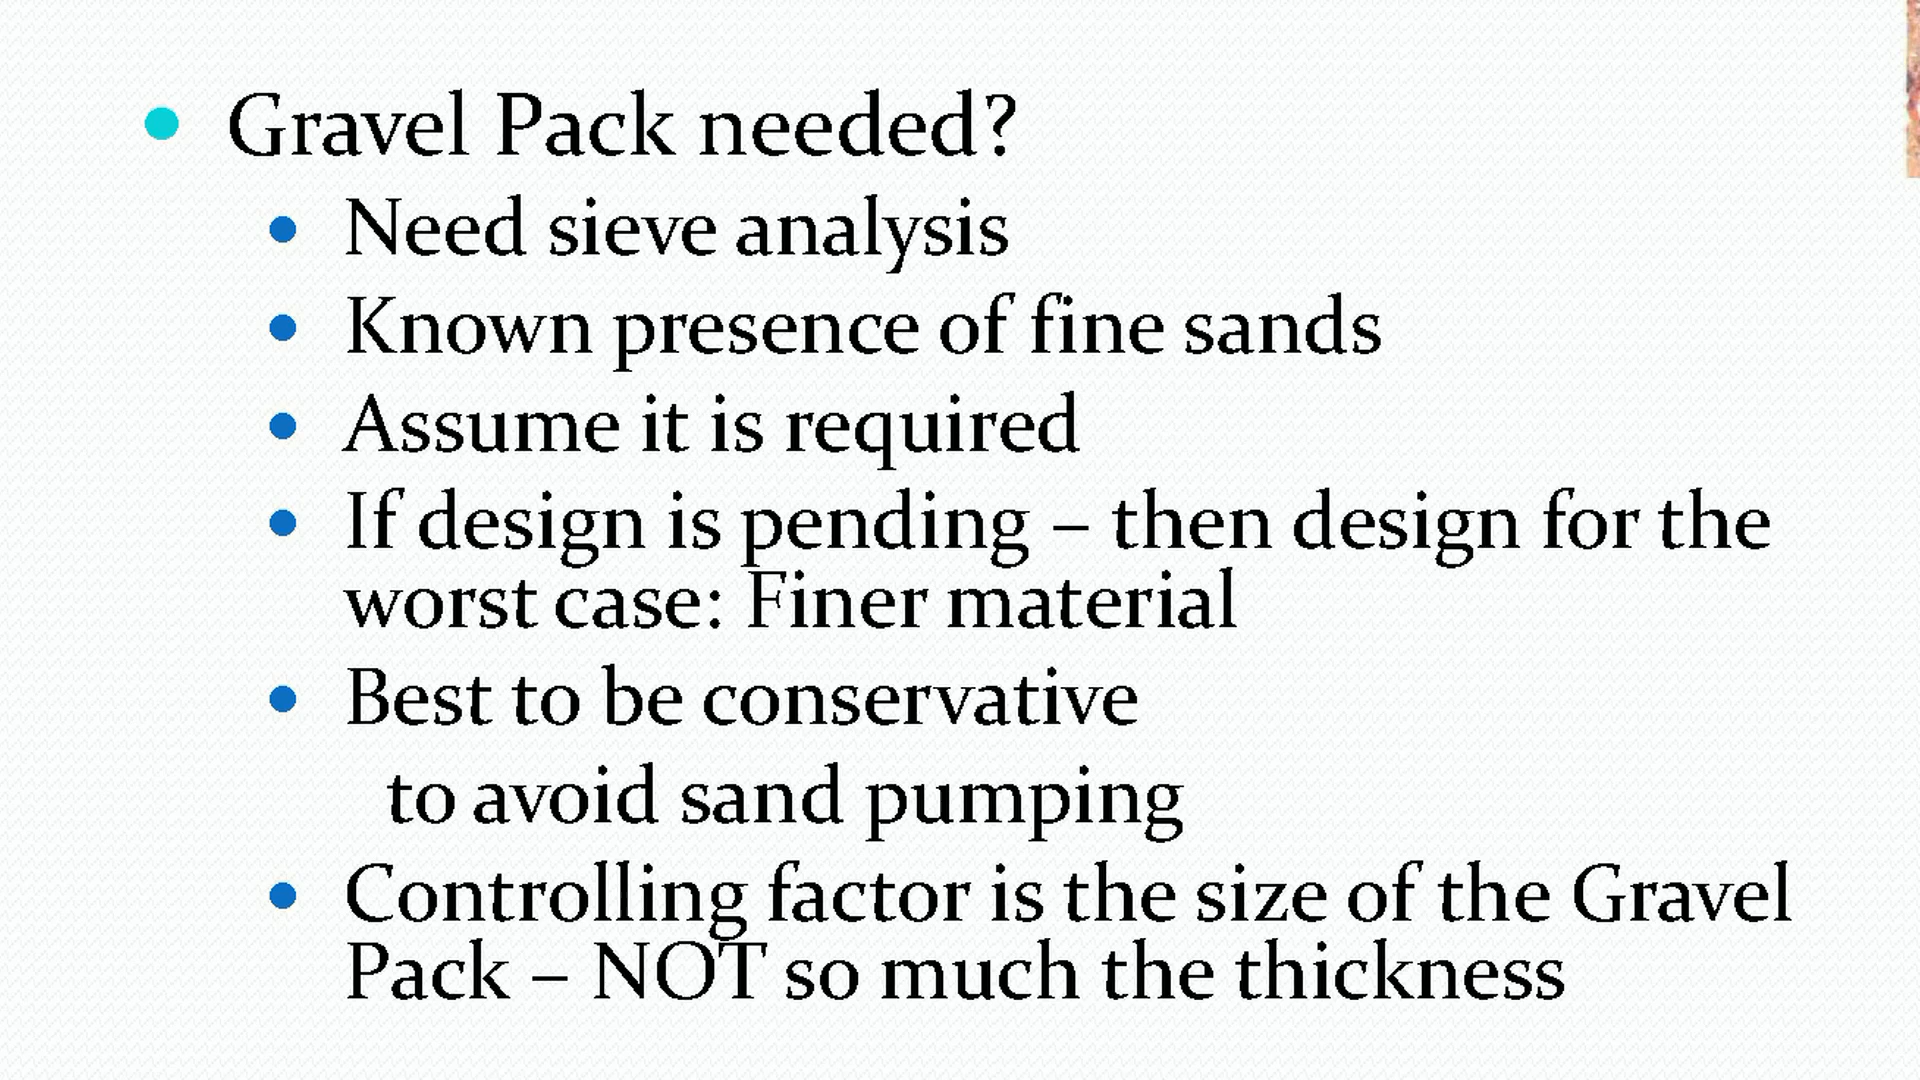 Gravel Pack needed?
Need sieve analysis
Known presence of fine sands
Assume it is required
If design is pending – then design for the
worst case: Finer material
Best to be conservative
to avoid sand pumping
Controlling factor is the size of the Gravel
Pack – NOT so much the thickness